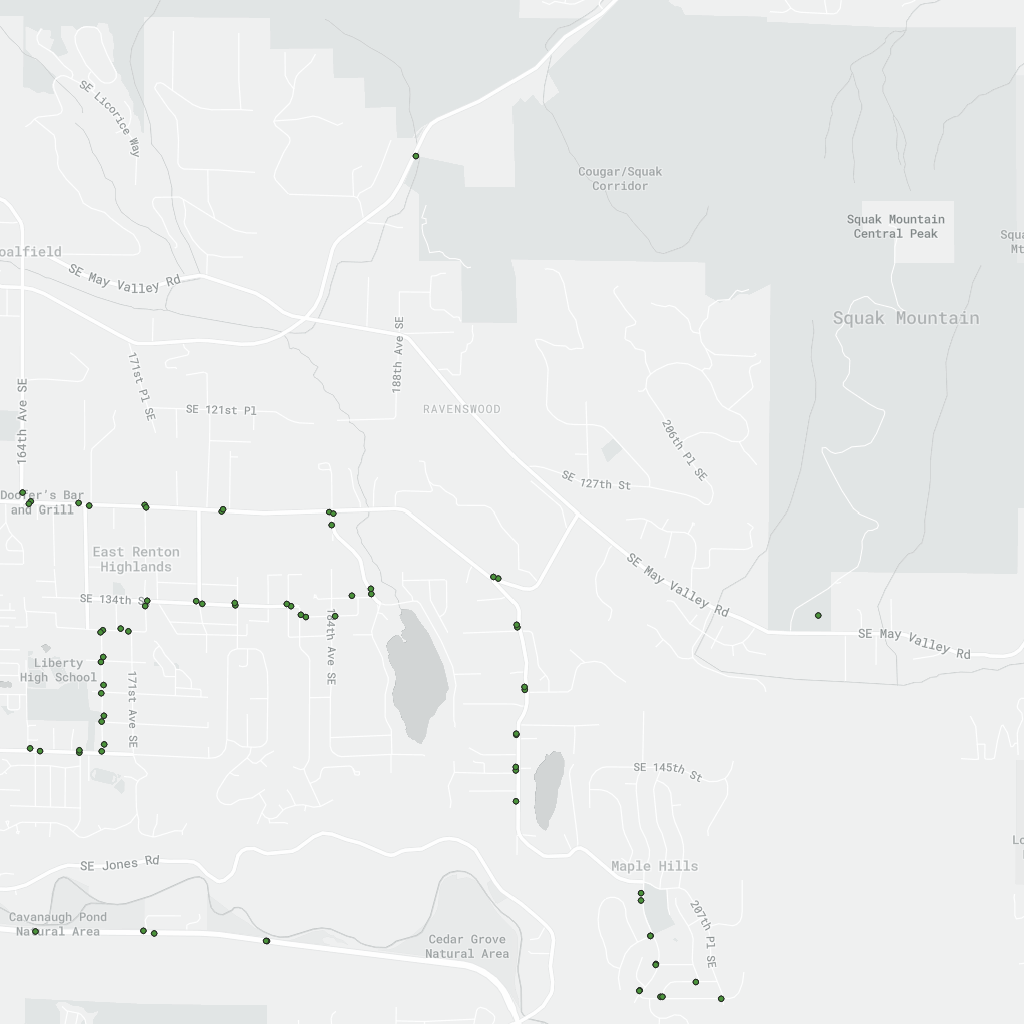 SE Licorice Way
Cougar/Squak
Corridor
Squak Mountain
Central Peak
oalfield
SE May Valley Rd
Squak Mountain
188th Ave SE
171st Pl SE
164th Ave SE
SE 121st Pl
RAVENSWOOD
206th Pl SE
SE 127th St
Doofer's Bar
and Grill
East Renton
Highlands
SE May Valley Rd
SE 134th S
184th Ave SE
SE May Valley Rd
Liberty
High School
171st Ave SE
SE 145th St
SE Jones Rd
Maple Hills
207th Pl SE
Cavanaugh Pond
Natural Area
Cedar Grove
Natural Area